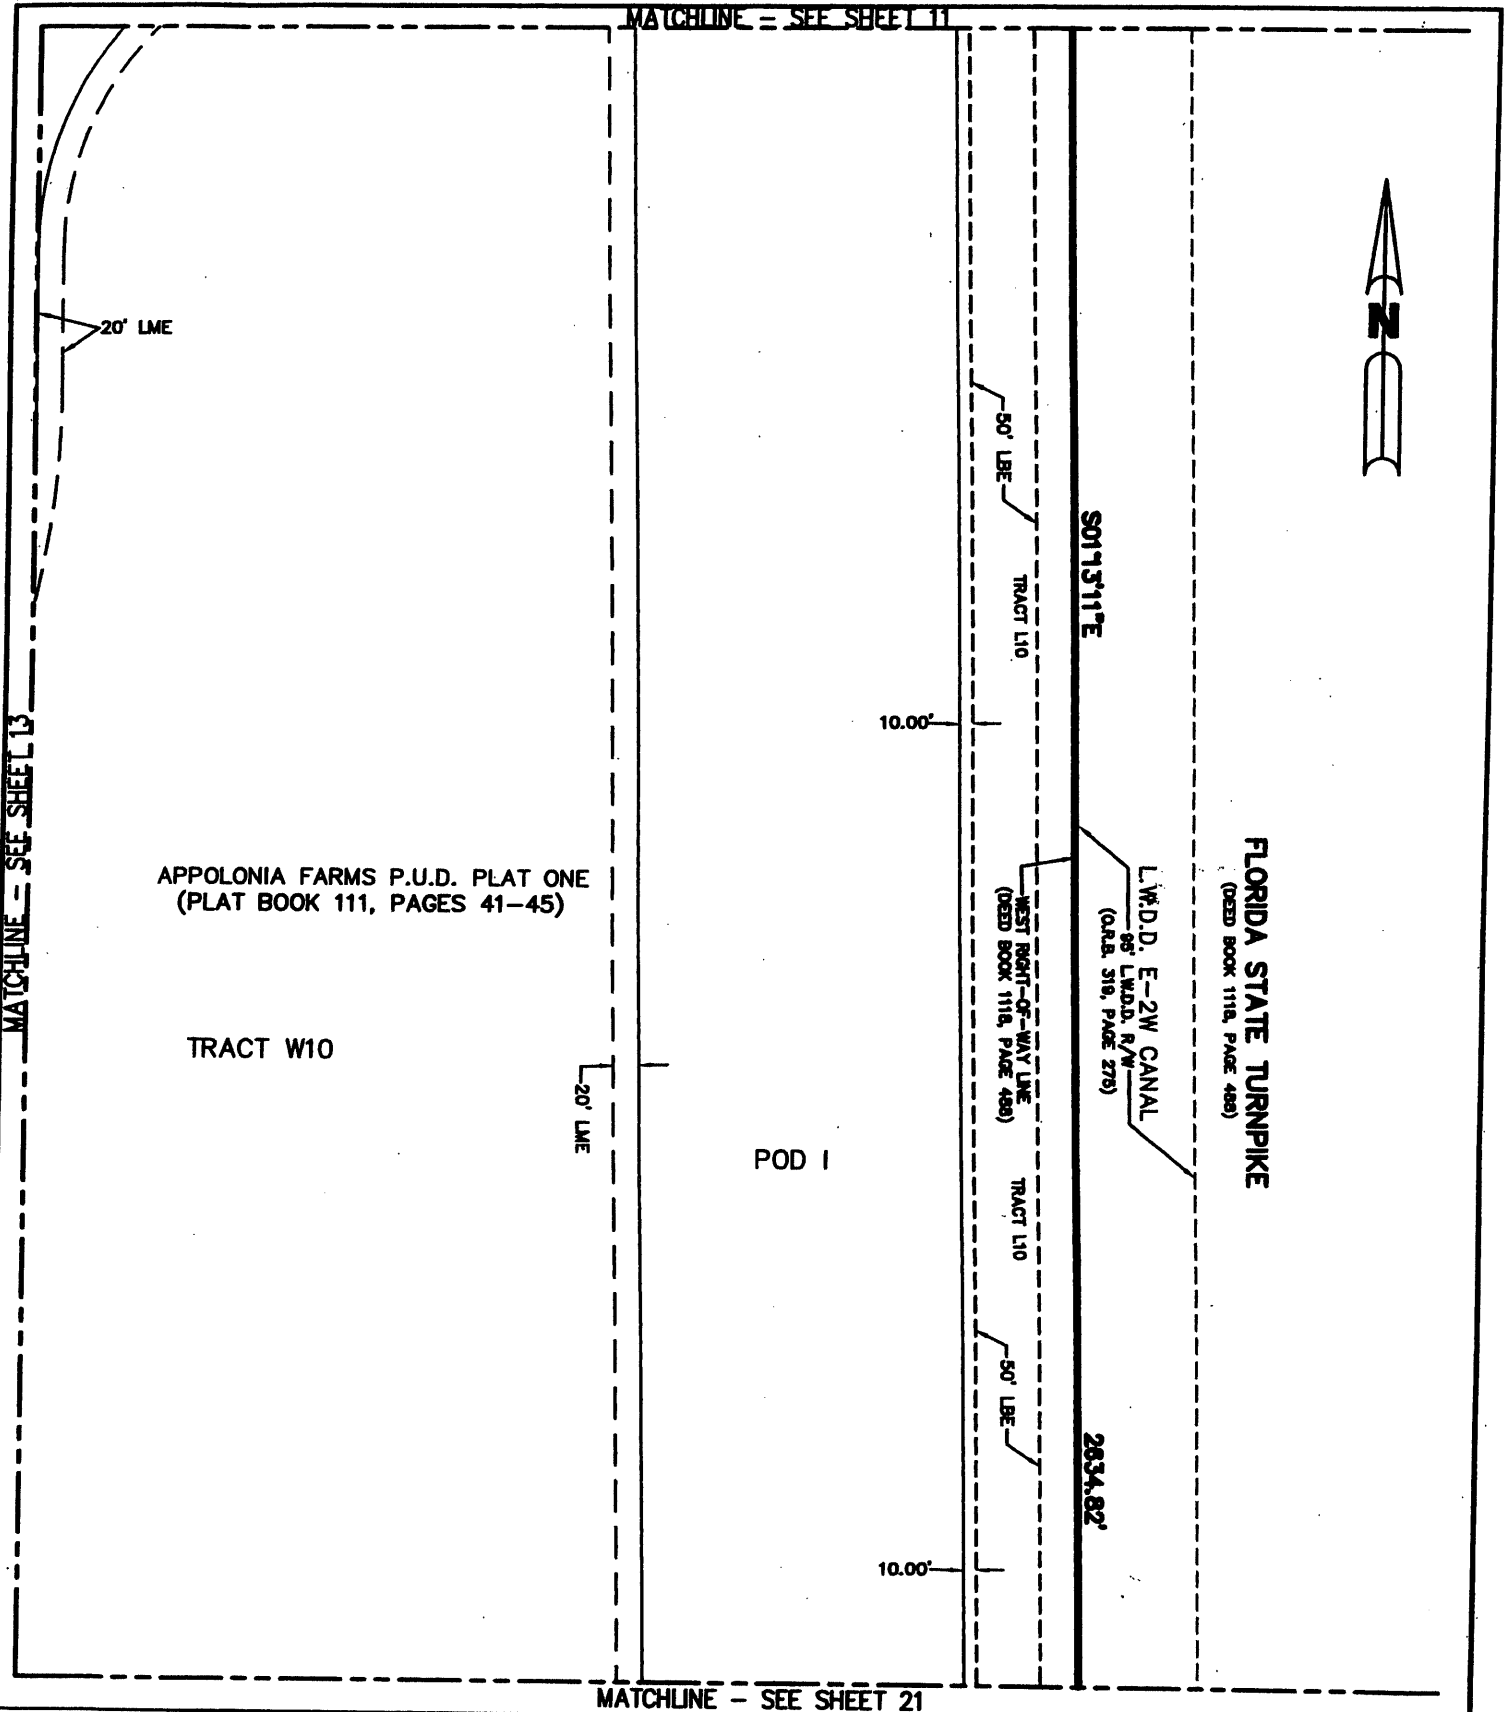 MATCHLINE - SEE SHEET 11
N
20' LME
50' LBE
S01°13'11"E
TRACT L10
10.00'
MATCHLINE - SEE SHEET 13
FLORIDA STATE TURNPIKE
(DEED BOOK 1118, PAGE 488)
L.W.D.D. E-2W CANAL
95' L.W.D.D. R/W
(O.R.B. 319, PAGE 275)
WEST RIGHT-OF-WAY LINE
(DEED BOOK 1118, PAGE 488)
APPOLONIA FARMS P.U.D. PLAT ONE
(PLAT BOOK 111, PAGES 41-45)
TRACT W10
20' LME
POD I
TRACT L10
50' LBE
2634.82'
10.00'
MATCHLINE - SEE SHEET 21